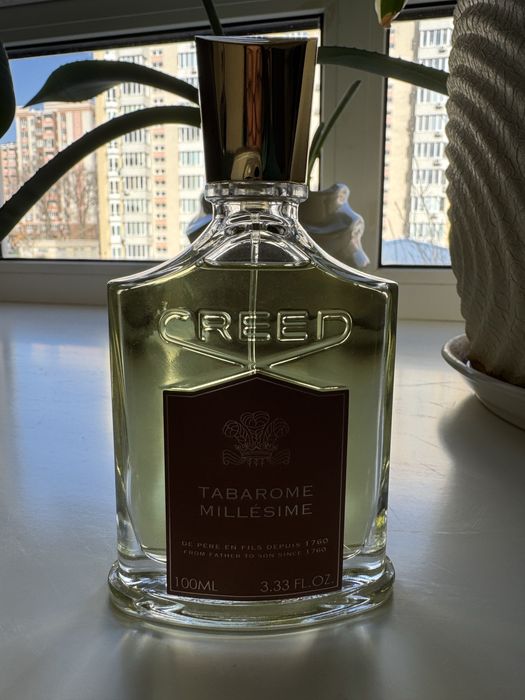 CREED
TABAROME
MILLÉSIME
DE PÈRE EN FILS DEPUIS 1760
FROM FATHER TO SON SINCE 1760
100ML 3.33 FL.OZ.